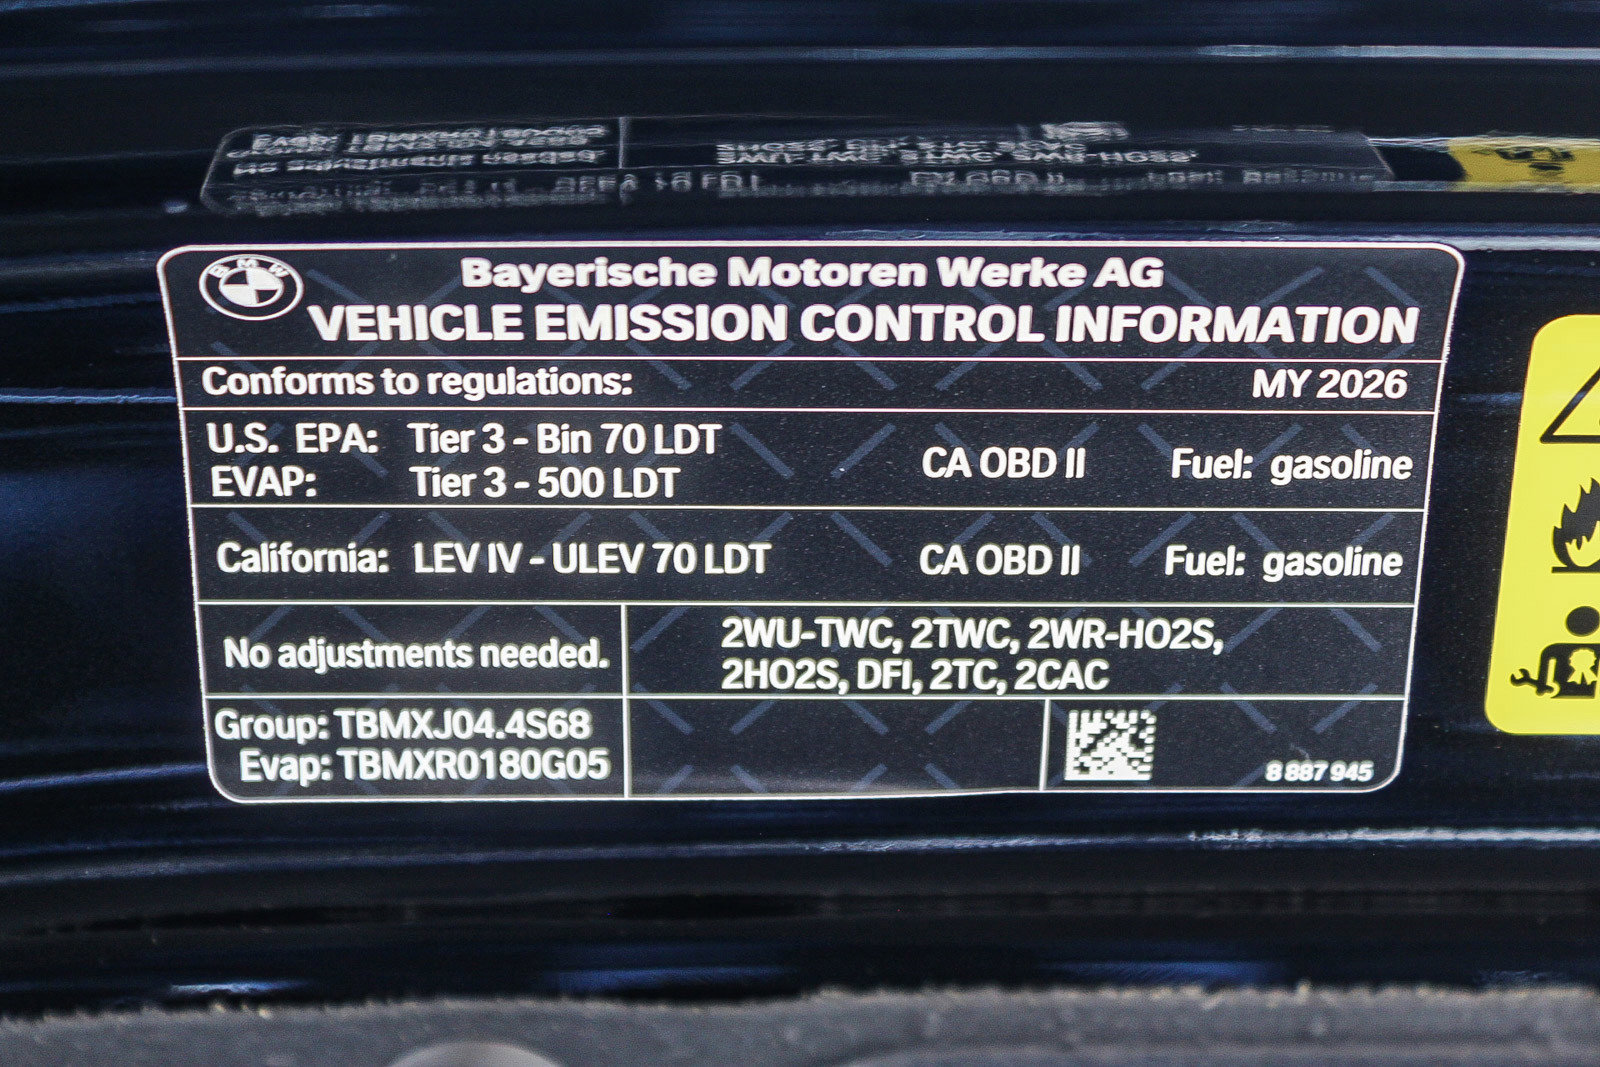 BMW
Bayerische Motoren Werke AG
VEHICLE EMISSION CONTROL INFORMATION
Conforms to regulations: MY 2026
U.S. EPA: Tier 3 - Bin 70 LDT
EVAP: Tier 3 - 500 LDT
CA OBD II Fuel: gasoline
California: LEV IV - ULEV 70 LDT CA OBD II Fuel: gasoline
No adjustments needed.
2WU-TWC, 2TWC, 2WR-HO2S,
2HO2S, DFI, 2TC, 2CAC
Group: TBMXJ04.4S68
Evap: TBMXR0180G05
8 887 945